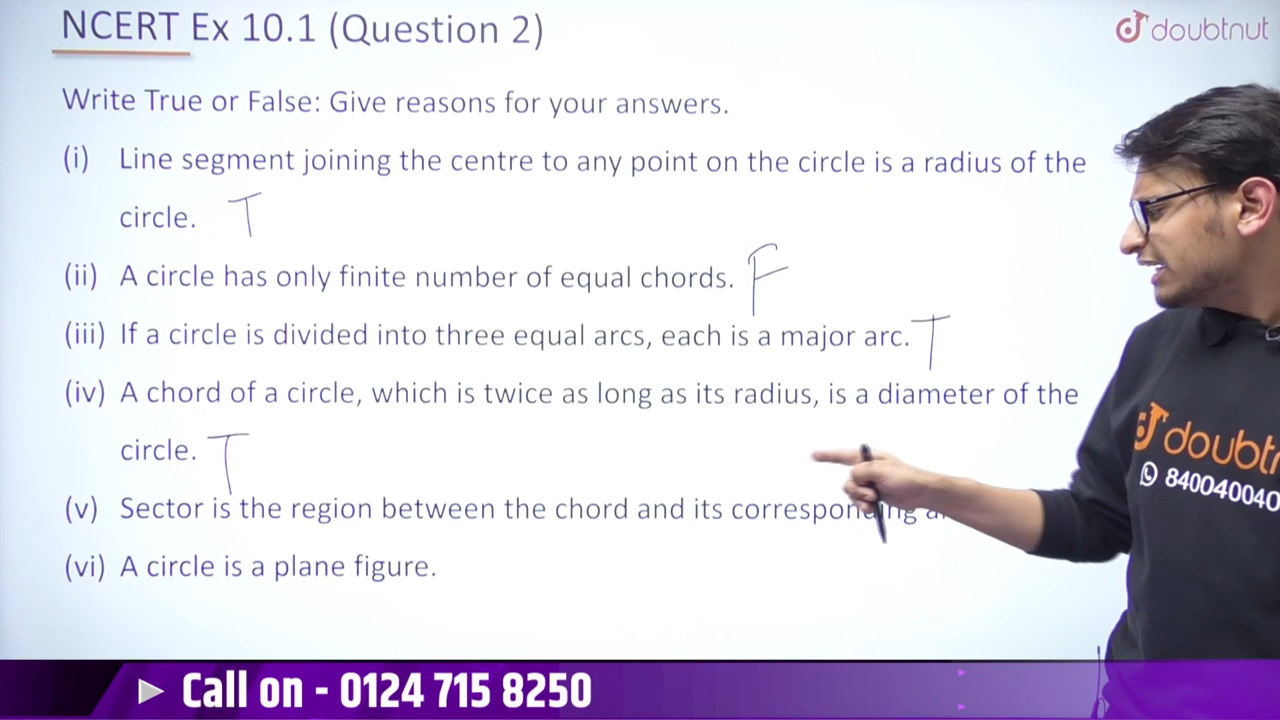 NCERT Ex 10.1 (Question 2)
doubtnut
Write True or False: Give reasons for your answers.
(i) Line segment joining the centre to any point on the circle is a radius of the
circle. T
(ii) A circle has only finite number of equal chords. F
(iii) If a circle is divided into three equal arcs, each is a major arc. T
(iv) A chord of a circle, which is twice as long as its radius, is a diameter of the
circle. T
(v) Sector is the region between the chord and its corresponding
(vi) A circle is a plane figure.
doubtn
840040040
Call on - 0124 715 8250